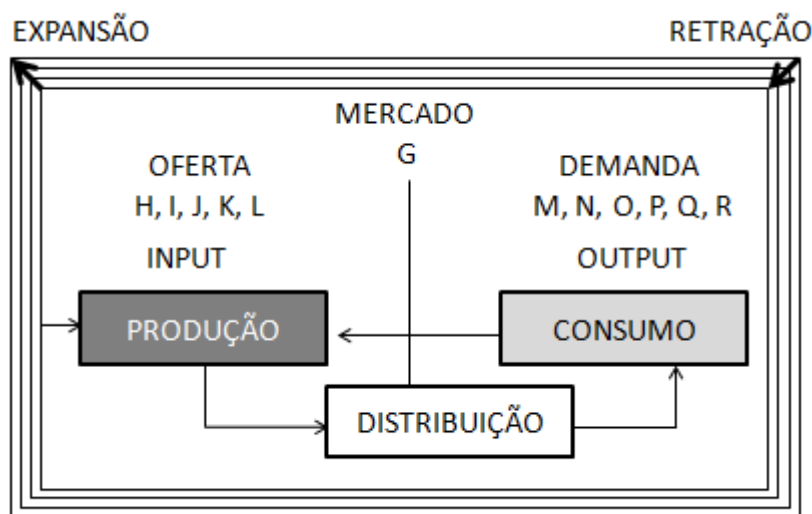 EXPANSÃO
RETRAÇÃO
MERCADO
G
OFERTA
H, I, J, K, L
INPUT
DEMANDA
M, N, O, P, Q, R
OUTPUT
PRODUÇÃO
CONSUMO
DISTRIBUIÇÃO